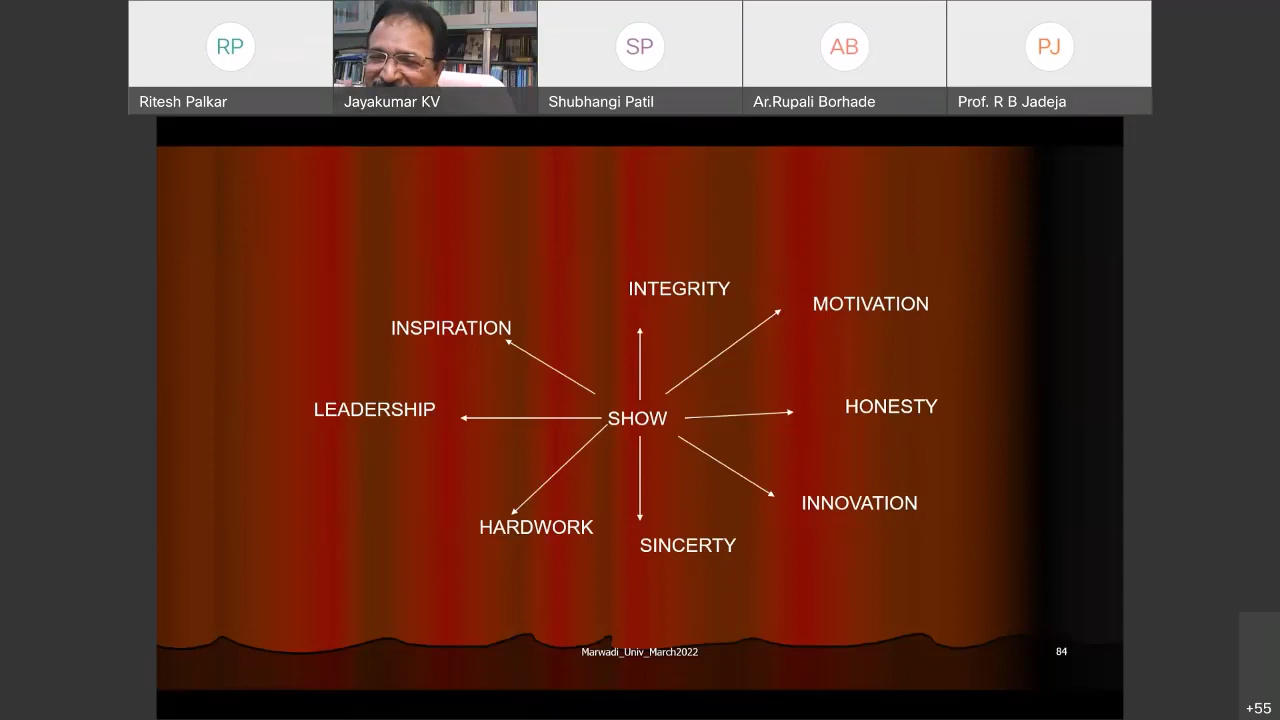 RP
SP
AB
PJ
Ritesh Palkar
Jayakumar KV
Shubhangi Patil
Ar.Rupali Borhade
Prof. R B Jadeja
INTEGRITY
MOTIVATION
INSPIRATION
LEADERSHIP
HONESTY
SHOW
INNOVATION
HARDWORK
SINCERTY
Marwadi_Univ_March2022
84
+55